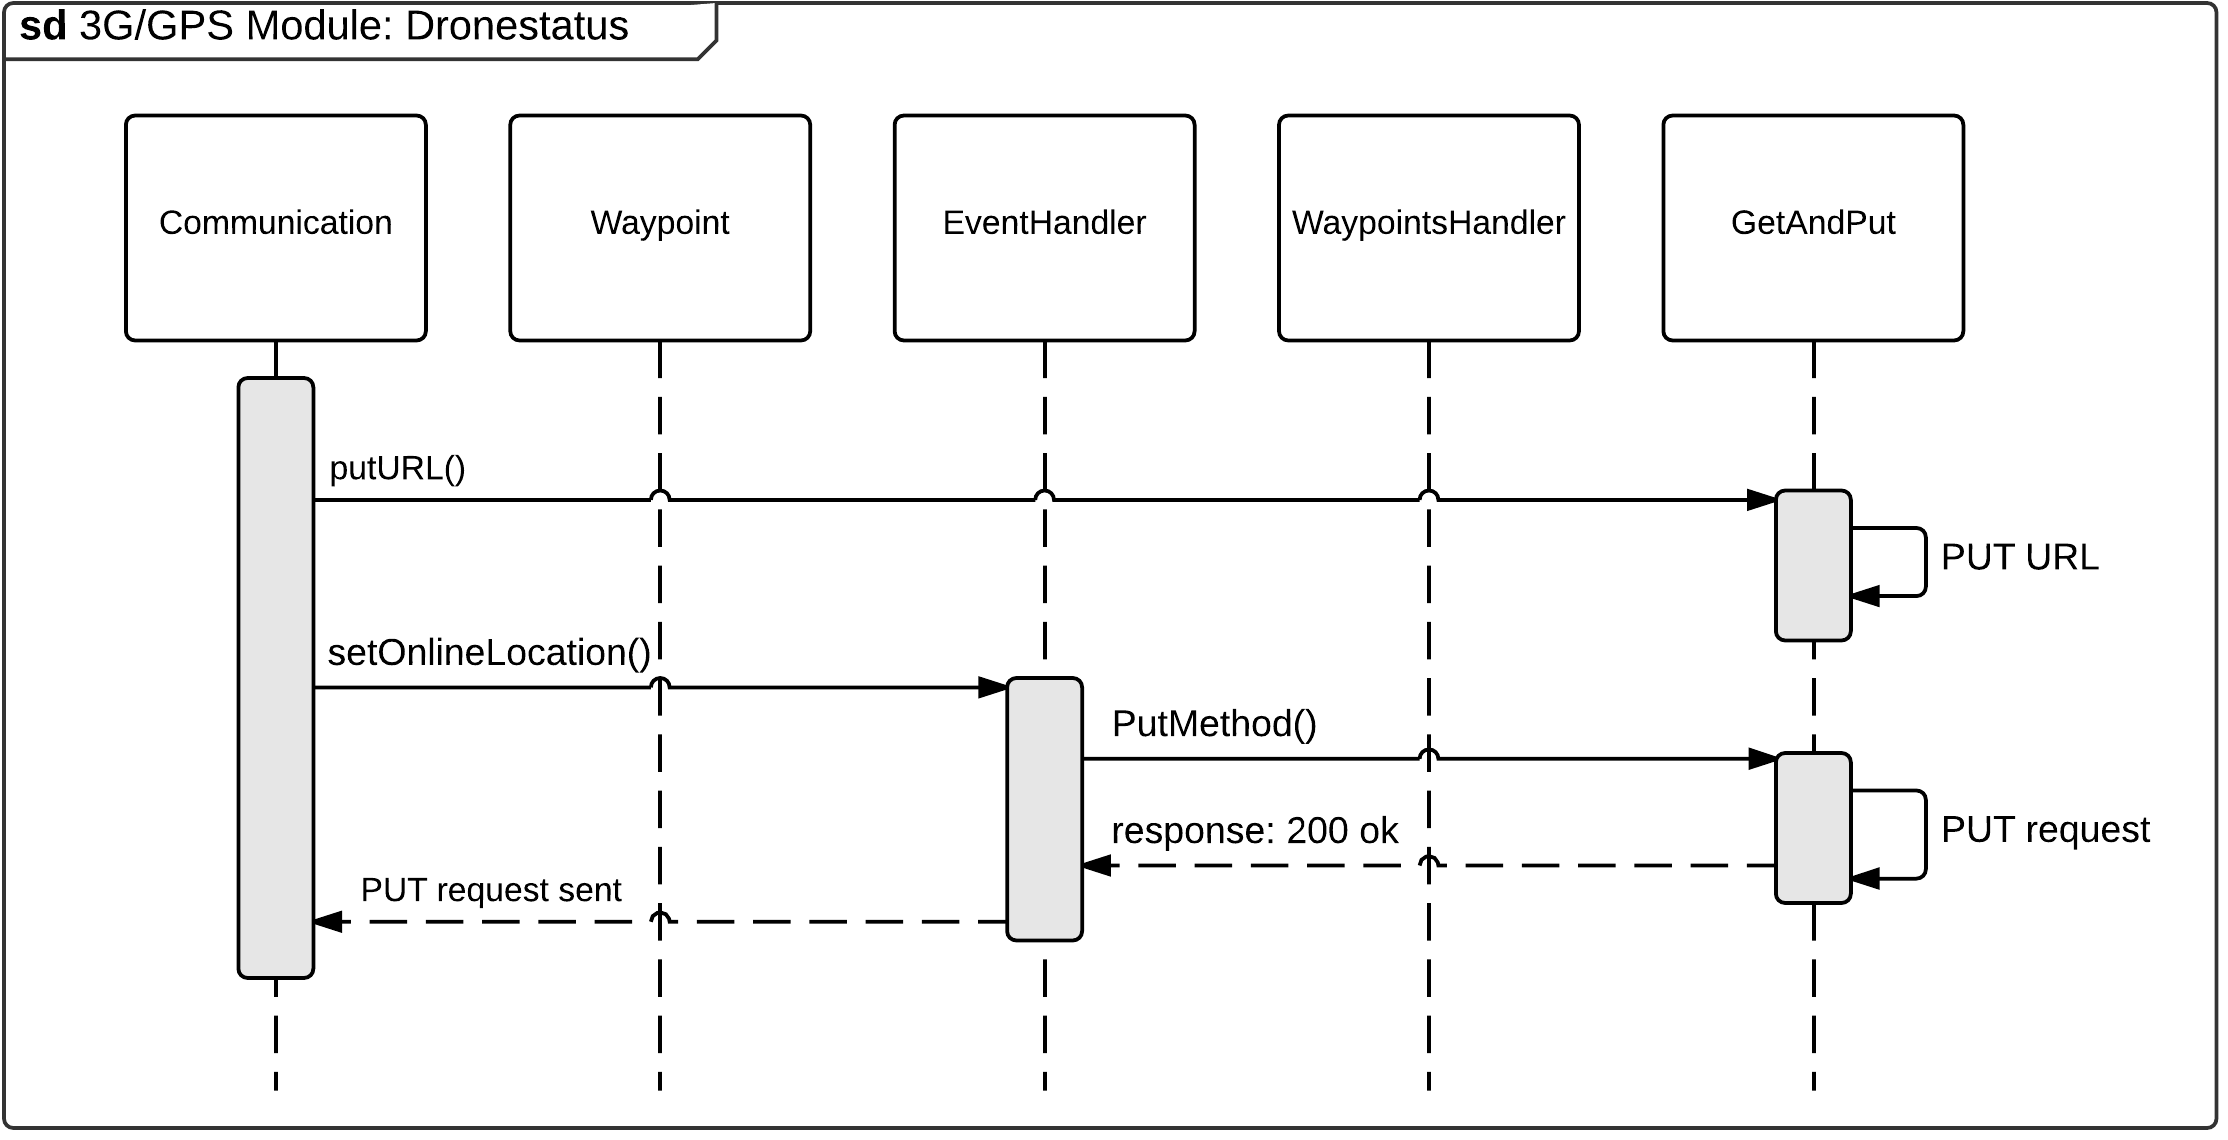 sd 3G/GPS Module: Dronestatus
Communication
Waypoint
EventHandler
WaypointsHandler
GetAndPut
putURL()
PUT URL
setOnlineLocation()
PutMethod()
response: 200 ok
PUT request
PUT request sent